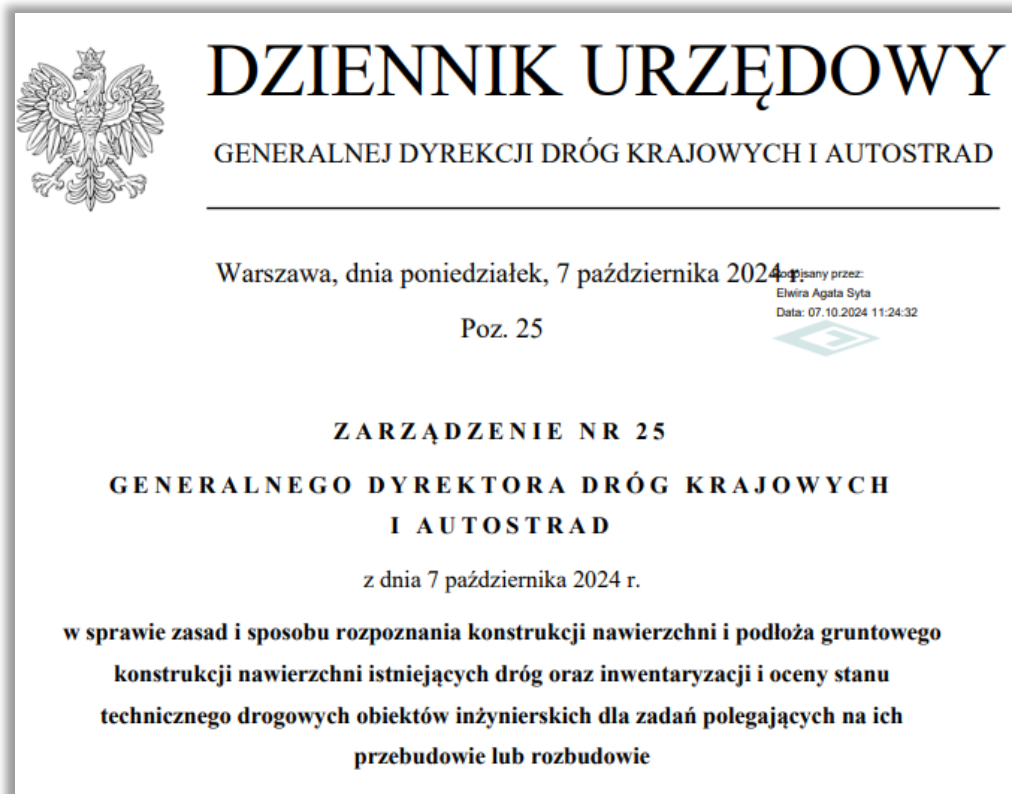 DZIENNIK URZĘDOWY
GENERALNEJ DYREKCJI DRÓG KRAJOWYCH I AUTOSTRAD
Warszawa, dnia poniedziałek, 7 października 2024 r.
Podpisany przez:
Elwira Agata Syta
Data: 07.10.2024 11:24:32
Poz. 25
ZARZĄDZENIE NR 25
GENERALNEGO DYREKTORA DRÓG KRAJOWYCH
I AUTOSTRAD
z dnia 7 października 2024 r.
w sprawie zasad i sposobu rozpoznania konstrukcji nawierzchni i podłoża gruntowego
konstrukcji nawierzchni istniejących dróg oraz inwentaryzacji i oceny stanu
technicznego drogowych obiektów inżynierskich dla zadań polegających na ich
przebudowie lub rozbudowie